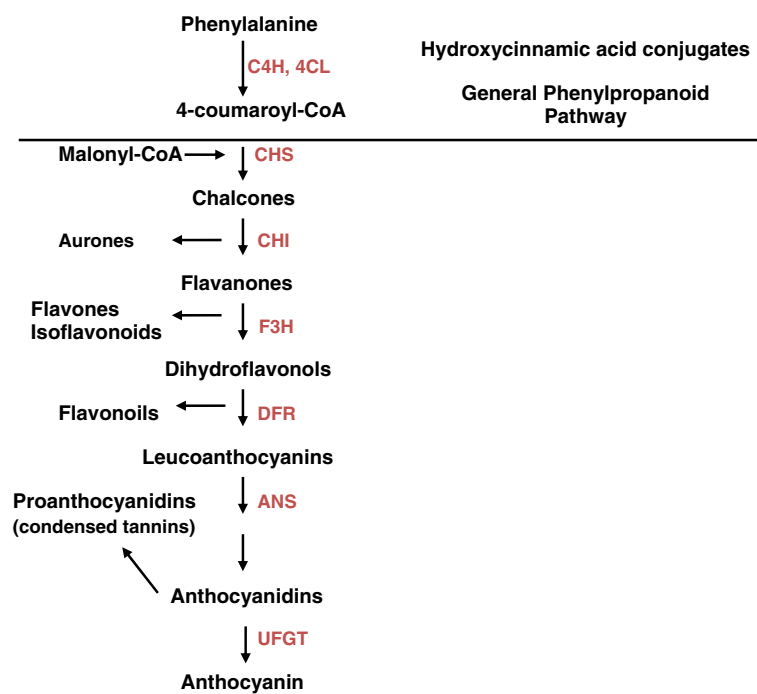 Phenylalanine
C4H, 4CL
Hydroxycinnamic acid conjugates
4-coumaroyl-CoA
General Phenylpropanoid
Pathway
Malonyl-CoA
CHS
Chalcones
Aurones
CHI
Flavanones
Flavones
Isoflavonoids
F3H
Dihydroflavonols
Flavonoils
DFR
Leucoanthocyanins
Proanthocyanidins
(condensed tannins)
ANS
Anthocyanidins
UFGT
Anthocyanin